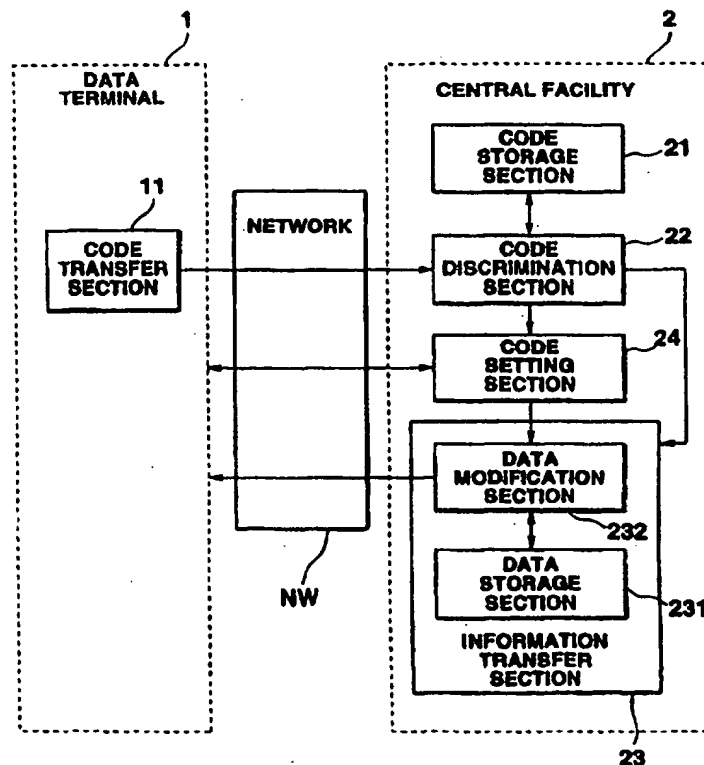 1
DATA
TERMINAL
11
CODE
TRANSFER
SECTION
NETWORK
NW
2
CENTRAL FACILITY
CODE
STORAGE
SECTION
21
CODE
DISCRIMINATION
SECTION
22
CODE
SETTING
SECTION
24
DATA
MODIFICATION
SECTION
232
DATA
STORAGE
SECTION
231
INFORMATION
TRANSFER
SECTION
23